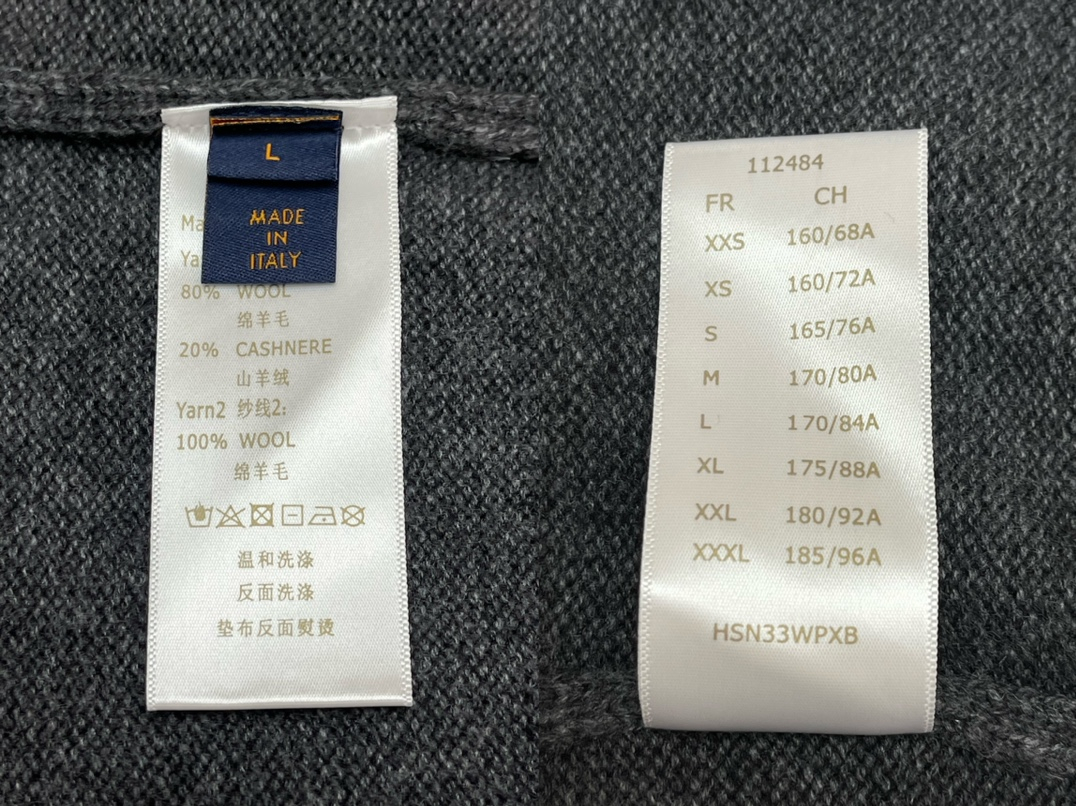 L
MADE
IN
ITALY
80% WOOL
绵羊毛
20% CASHNERE
山羊绒
Yarn2 纱线2:
100% WOOL
绵羊毛
温和洗涤
反面洗涤
垫布反面熨烫
112484
FR CH
XXS 160/68A
XS 160/72A
S 165/76A
M 170/80A
L 170/84A
XL 175/88A
XXL 180/92A
XXXL 185/96A
HSN33WPXB